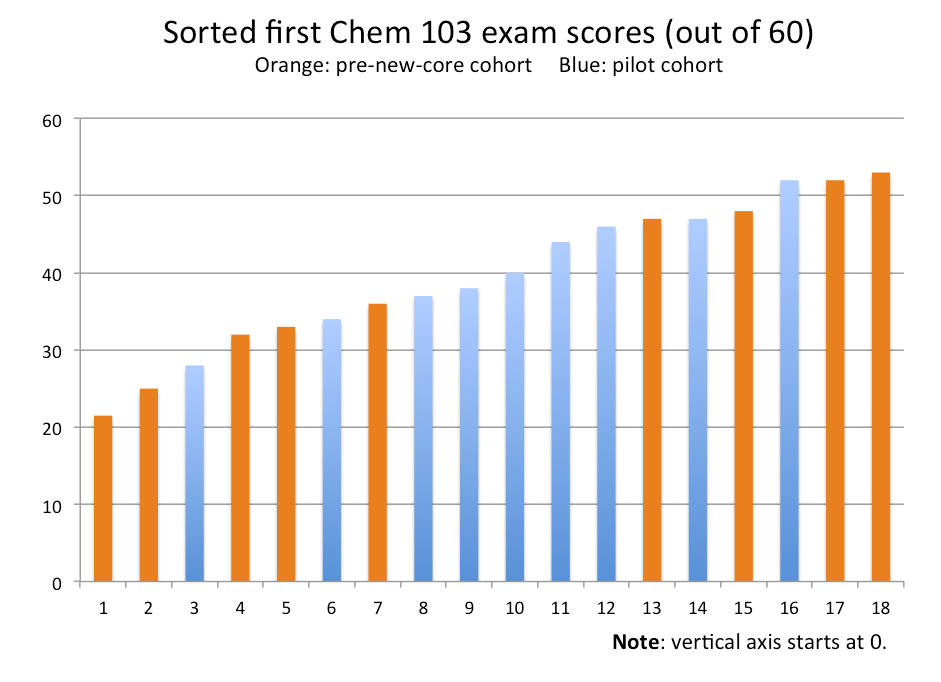 Sorted first Chem 103 exam scores (out of 60)
Orange: pre-new-core cohort Blue: pilot cohort
60
50
40
30
20
10
0
1 2 3 4 5 6 7 8 9 10 11 12 13 14 15 16 17 18
Note: vertical axis starts at 0.